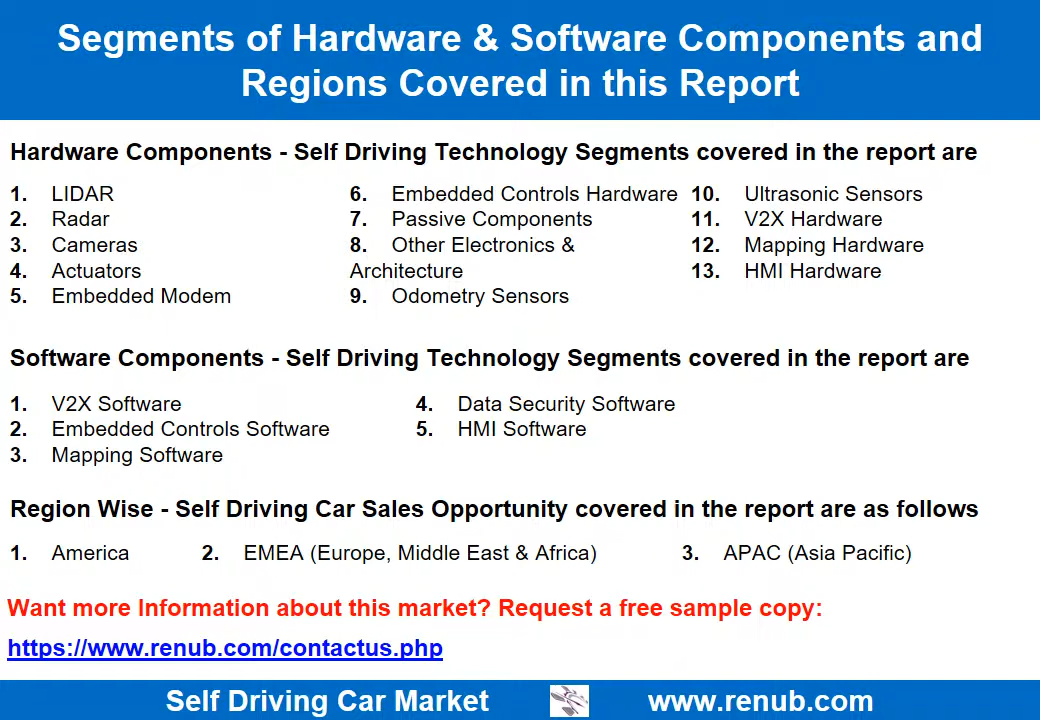 Segments of Hardware & Software Components and
Regions Covered in this Report
Hardware Components - Self Driving Technology Segments covered in the report are
1. LIDAR
2. Radar
3. Cameras
4. Actuators
5. Embedded Modem
6. Embedded Controls Hardware
7. Passive Components
8. Other Electronics &
Architecture
9. Odometry Sensors
10. Ultrasonic Sensors
11. V2X Hardware
12. Mapping Hardware
13. HMI Hardware
Software Components - Self Driving Technology Segments covered in the report are
1. V2X Software
2. Embedded Controls Software
3. Mapping Software
4. Data Security Software
5. HMI Software
Region Wise - Self Driving Car Sales Opportunity covered in the report are as follows
1. America 2. EMEA (Europe, Middle East & Africa) 3. APAC (Asia Pacific)
Want more Information about this market? Request a free sample copy:
https://www.renub.com/contactus.php
Self Driving Car Market www.renub.com